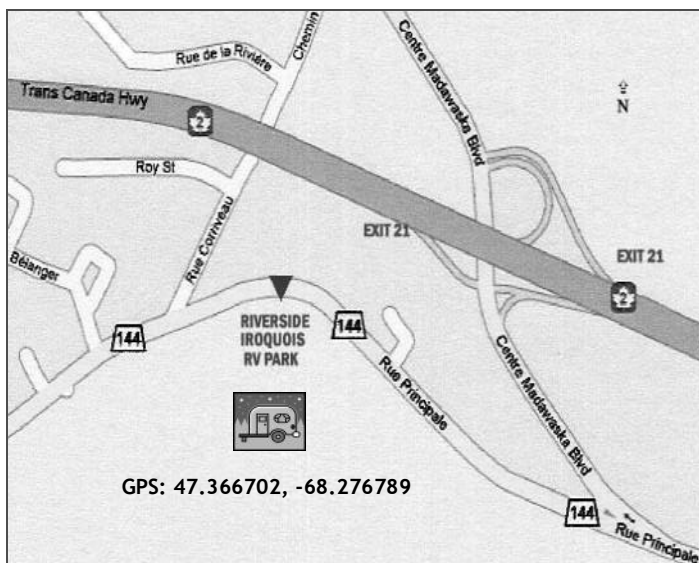 Rue de la Rivière
Chemin
Centre Madawaska Blvd
N
Trans Canada Hwy
2
Roy St
Rue Corriveau
EXIT 21
EXIT 21
2
Bélanger
144
RIVERSIDE
IROQUOIS
RV PARK
144
Rue Principale
Centre Madawaska Blvd
GPS: 47.366702, -68.276789
144
Rue Principale